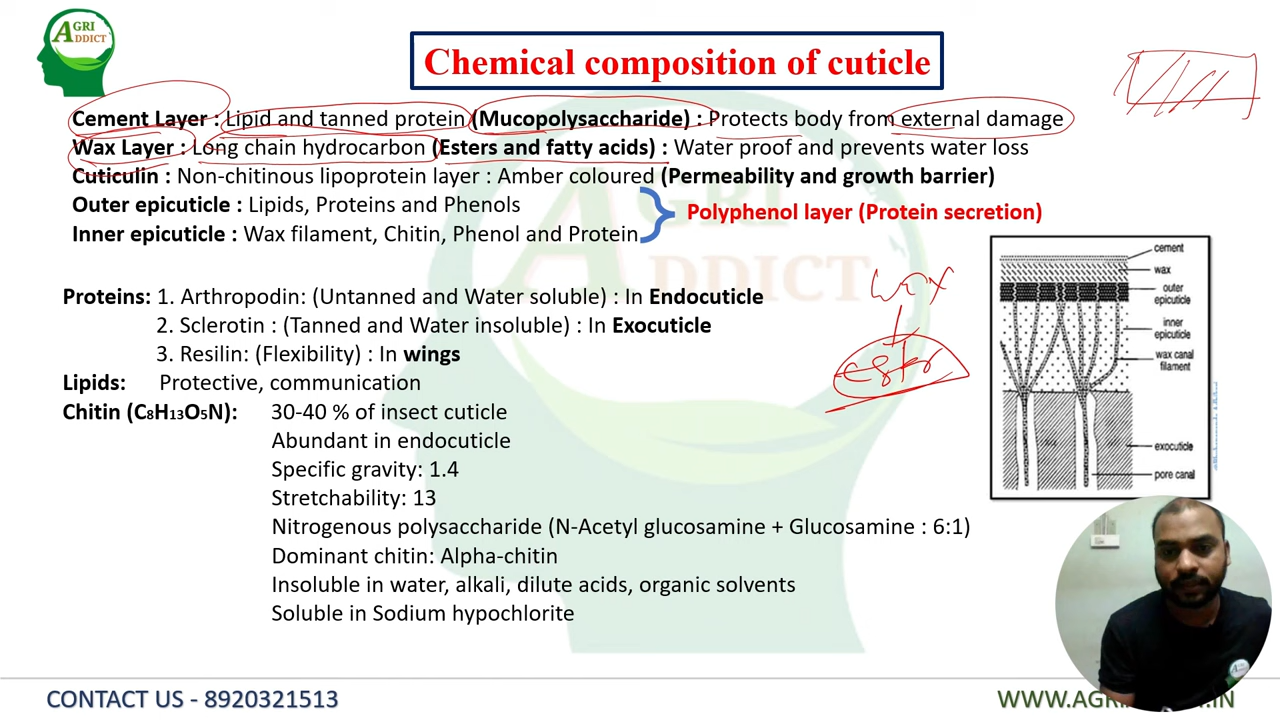 AGRI
ADDICT
Chemical composition of cuticle
Cement Layer : Lipid and tanned protein (Mucopolysaccharide) : Protects body from external damage
Wax Layer : Long chain hydrocarbon (Esters and fatty acids) : Water proof and prevents water loss
Cuticulin : Non-chitinous lipoprotein layer : Amber coloured (Permeability and growth barrier)
Outer epicuticle : Lipids, Proteins and Phenols
Inner epicuticle : Wax filament, Chitin, Phenol and Protein
Polyphenol layer (Protein secretion)
GRI
DDICT
Proteins: 1. Arthropodin: (Untanned and Water soluble) : In Endocuticle
2. Sclerotin : (Tanned and Water insoluble) : In Exocuticle
3. Resilin: (Flexibility) : In wings
Lipids: Protective, communication
Chitin (C₈H₁₃O₅N): 30-40 % of insect cuticle
Abundant in endocuticle
Specific gravity: 1.4
Stretchability: 13
Nitrogenous polysaccharide (N-Acetyl glucosamine + Glucosamine : 6:1)
Dominant chitin: Alpha-chitin
Insoluble in water, alkali, dilute acids, organic solvents
Soluble in Sodium hypochlorite
wax
ester
cement
wax
outer
epicuticle
inner
epicuticle
wax canal
filament
exocuticle
pore canal
CONTACT US - 8920321513
WWW.AGRI
.IN